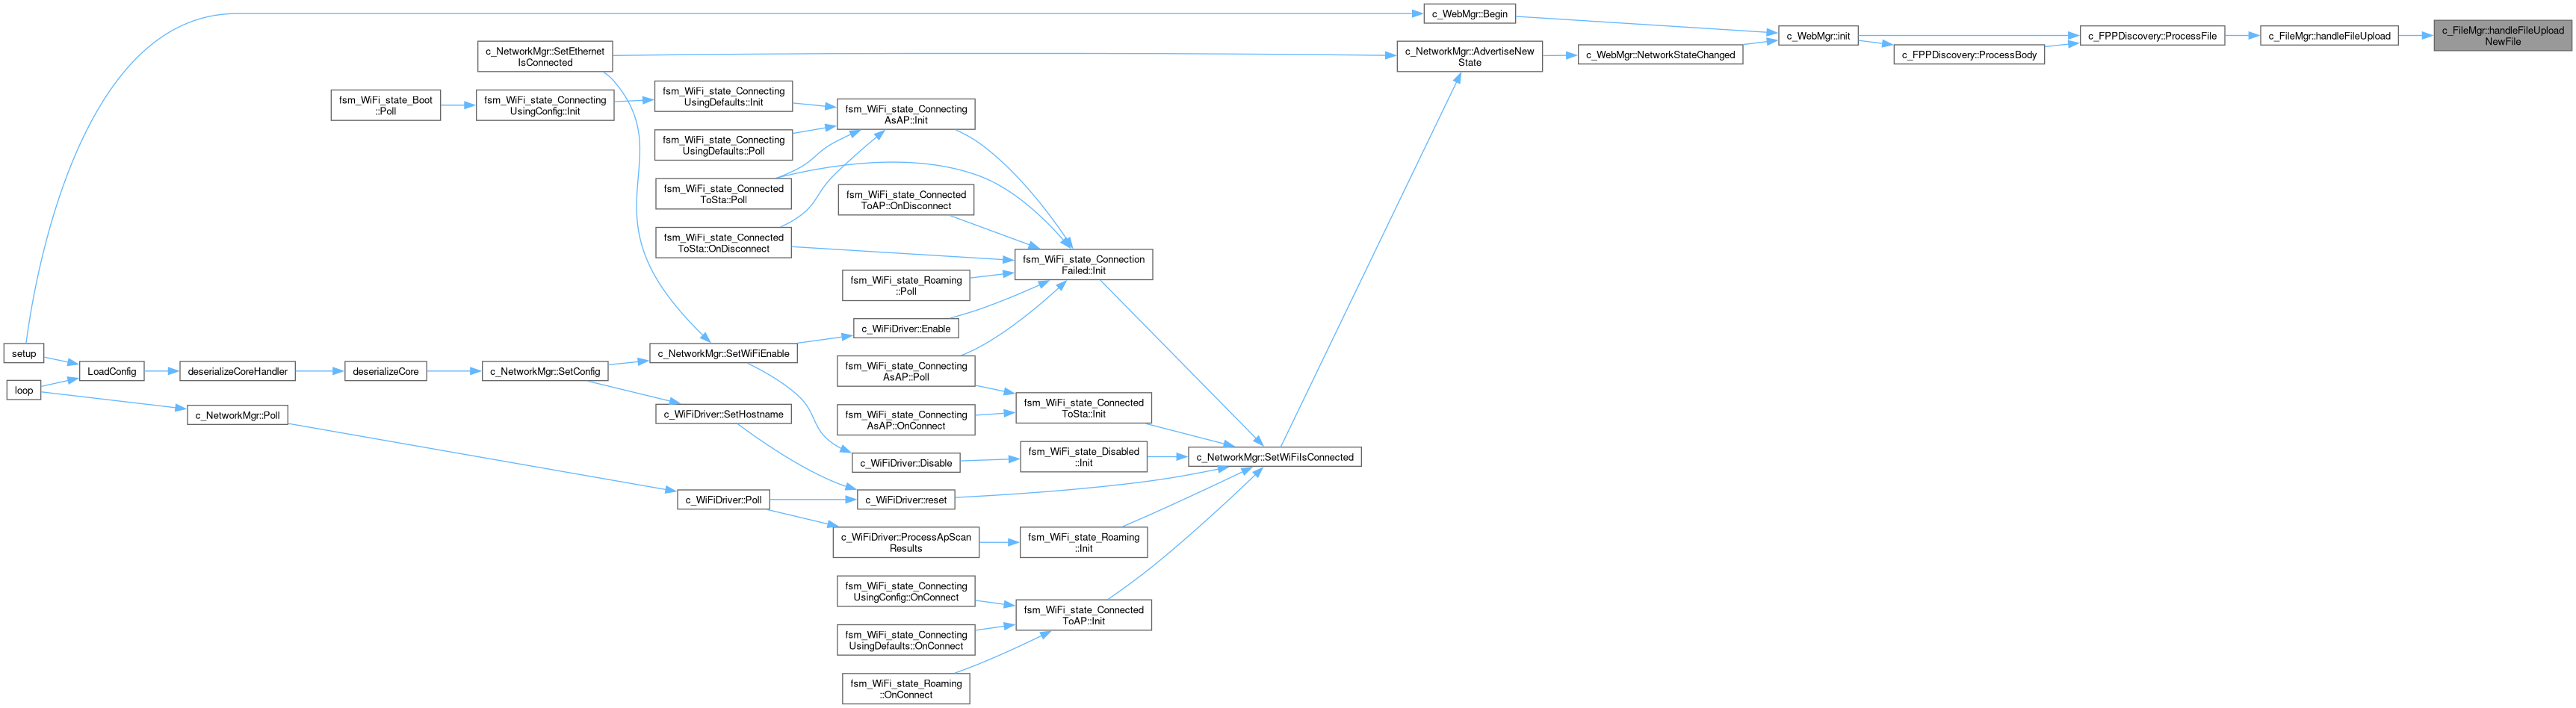 c_WebMgr::Begin
c_FileMgr::handleFileUpload
NewFile
c_WebMgr::init
c_FPPDiscovery::ProcessFile
c_FileMgr::handleFileUpload
c_NetworkMgr::SetEthernet
IsConnected
c_NetworkMgr::AdvertiseNew
State
c_WebMgr::NetworkStateChanged
c_FPPDiscovery::ProcessBody
fsm_WiFi_state_Boot
::Poll
fsm_WiFi_state_Connecting
UsingConfig::Init
fsm_WiFi_state_Connecting
UsingDefaults::Init
fsm_WiFi_state_Connecting
AsAP::Init
fsm_WiFi_state_Connecting
UsingDefaults::Poll
fsm_WiFi_state_Connected
ToSta::Poll
fsm_WiFi_state_Connected
ToAP::OnDisconnect
fsm_WiFi_state_Connected
ToSta::OnDisconnect
fsm_WiFi_state_Connection
Failed::Init
fsm_WiFi_state_Roaming
::Poll
c_WiFiDriver::Enable
setup
c_NetworkMgr::SetWiFiEnable
LoadConfig
deserializeCoreHandler
deserializeCore
c_NetworkMgr::SetConfig
fsm_WiFi_state_Connecting
AsAP::Poll
loop
c_NetworkMgr::Poll
c_WiFiDriver::SetHostname
fsm_WiFi_state_Connecting
AsAP::OnConnect
fsm_WiFi_state_Connected
ToSta::Init
c_WiFiDriver::Disable
fsm_WiFi_state_Disabled
::Init
c_NetworkMgr::SetWiFiIsConnected
c_WiFiDriver::Poll
c_WiFiDriver::reset
c_WiFiDriver::ProcessApScan
Results
fsm_WiFi_state_Roaming
::Init
fsm_WiFi_state_Connecting
UsingConfig::OnConnect
fsm_WiFi_state_Connected
ToAP::Init
fsm_WiFi_state_Connecting
UsingDefaults::OnConnect
fsm_WiFi_state_Roaming
::OnConnect